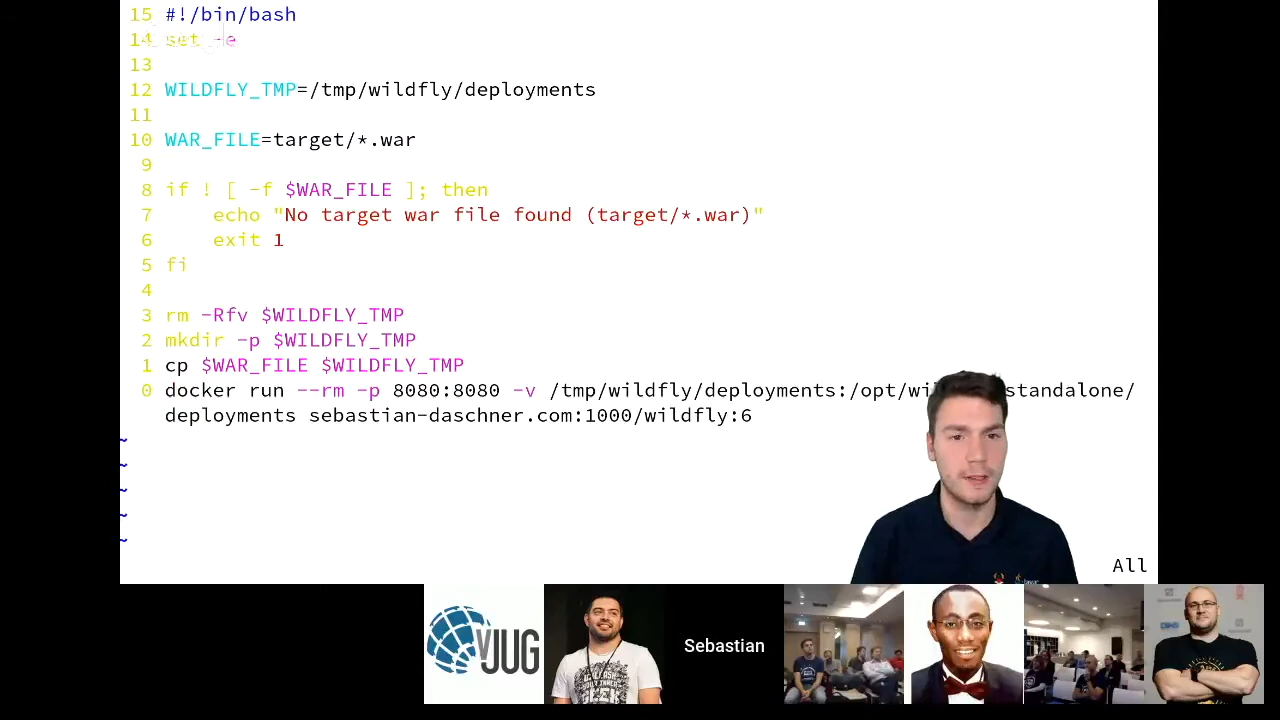 15 #!/bin/bash
14 set -e
13
12 WILDFLY_TMP=/tmp/wildfly/deployments
11
10 WAR_FILE=target/*.war
9
8 if ! [ -f $WAR_FILE ]; then
7 echo "No target war file found (target/*.war)"
6 exit 1
5 fi
4
3 rm -Rfv $WILDFLY_TMP
2 mkdir -p $WILDFLY_TMP
1 cp $WAR_FILE $WILDFLY_TMP
0 docker run --rm -p 8080:8080 -v /tmp/wildfly/deployments:/opt/wi standalone/
deployments sebastian-daschner.com:1000/wildfly:6
~
~
~
~
~
All
vJUG
Sebastian